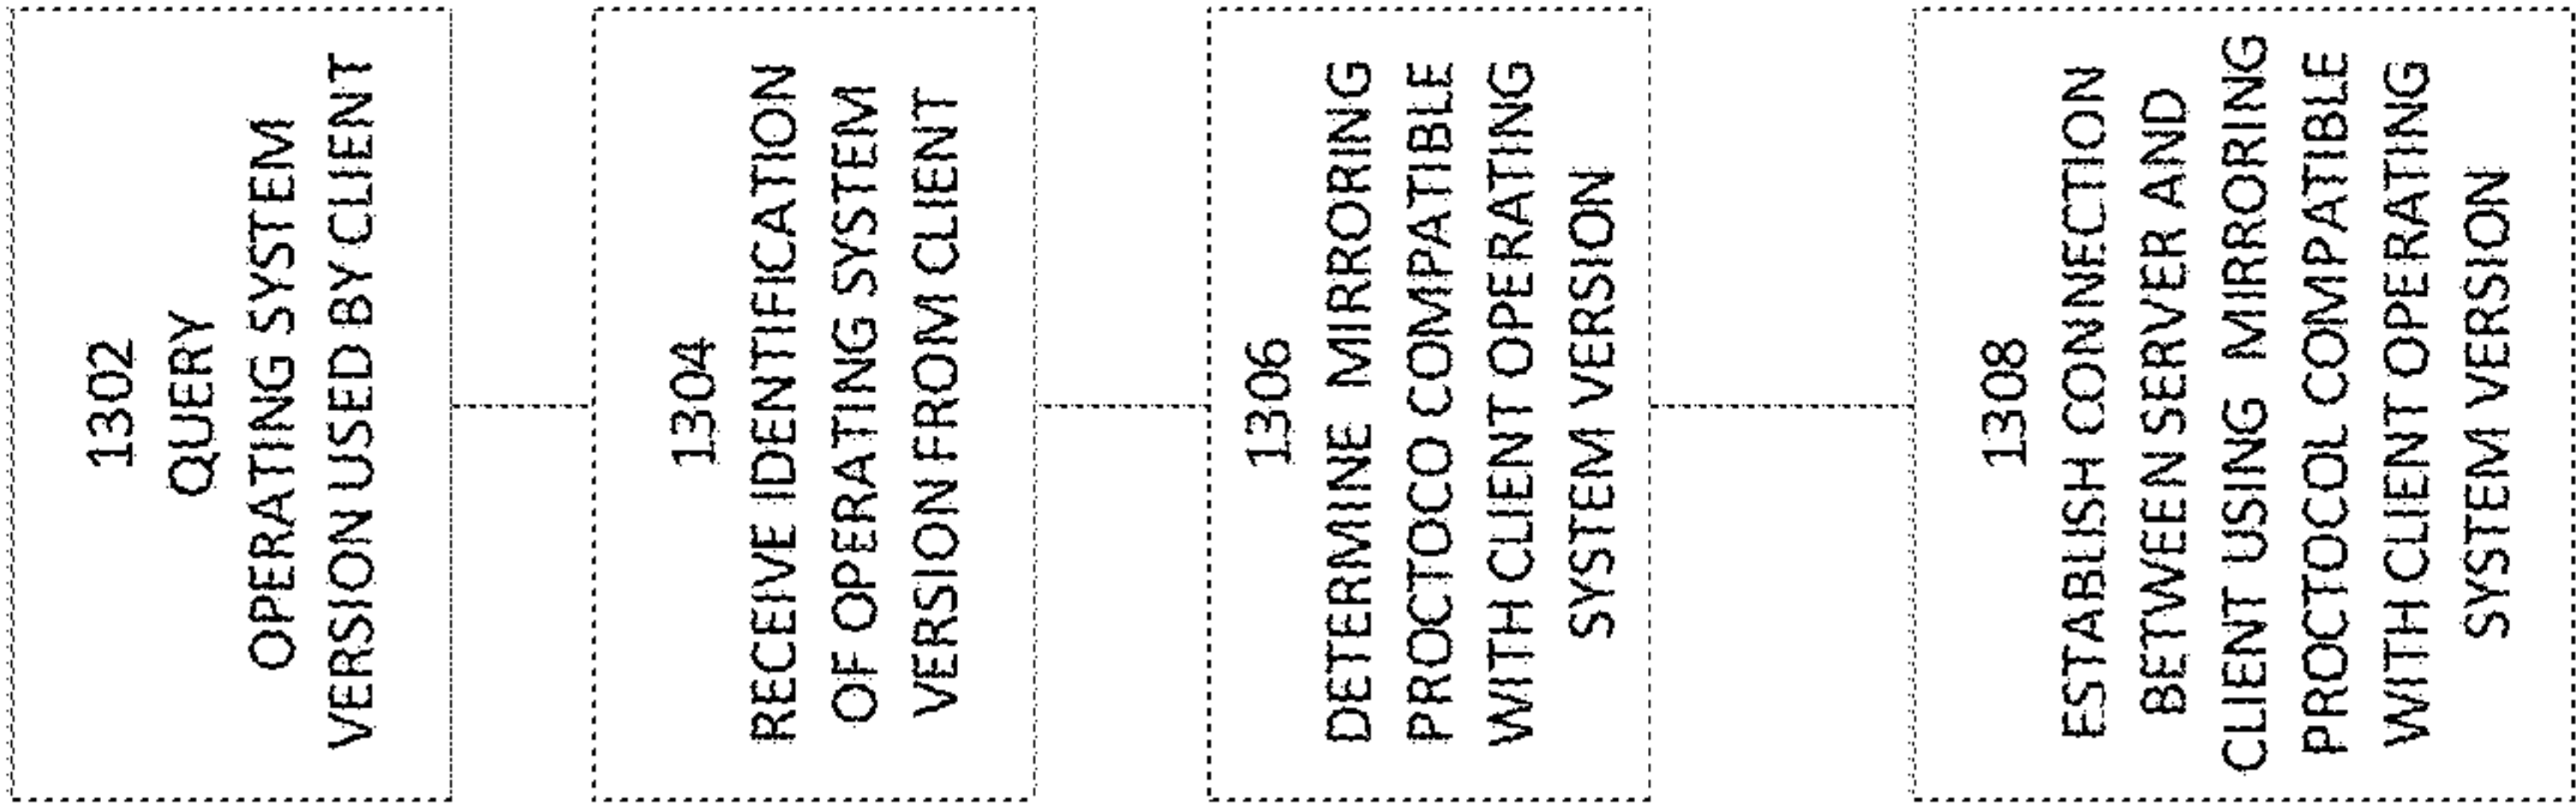 1302
QUERY
OPERATING SYSTEM
VERSION USED BY CLIENT
1304
RECEIVE IDENTIFICATION
OF OPERATING SYSTEM
VERSION FROM CLIENT
1306
DETERMINE MIRRORING
PROCTOCO COMPATIBLE
WITH CLIENT OPERATING
SYSTEM VERSION
1308
ESTABLISH CONNECTION
BETWEEN SERVER AND
CLIENT USING MIRRORING
PROCTOCOL COMPATIBLE
WITH CLIENT OPERATING
SYSTEM VERSION